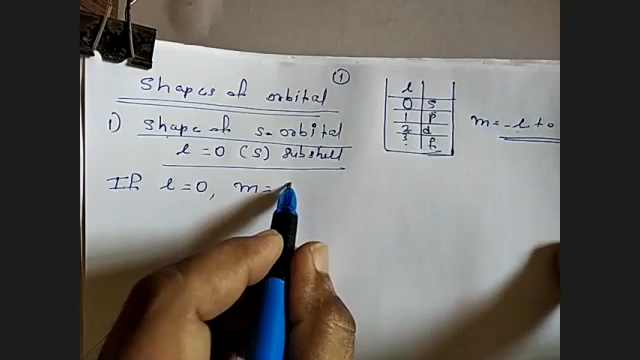 ①
Shapes of orbital
1) Shape of s-orbital
l = 0 (s) subshell
If l = 0, m =
l
0 s
1 p
2 d
3 f
m = - l to